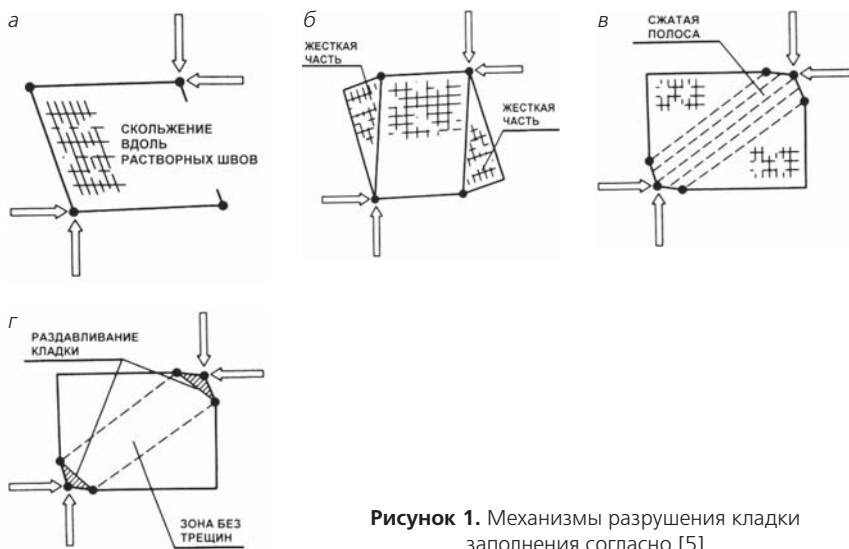 а
СКОЛЬЖЕНИЕ
ВДОЛЬ
РАСТВОРНЫХ ШВОВ
б
ЖЕСТКАЯ
ЧАСТЬ
ЖЕСТКАЯ
ЧАСТЬ
в
СЖАТАЯ
ПОЛОСА
г
РАЗДАВЛИВАНИЕ
КЛАДКИ
ЗОНА БЕЗ
ТРЕЩИН
Рисунок 1. Механизмы разрушения кладки
заполнения согласно [5]